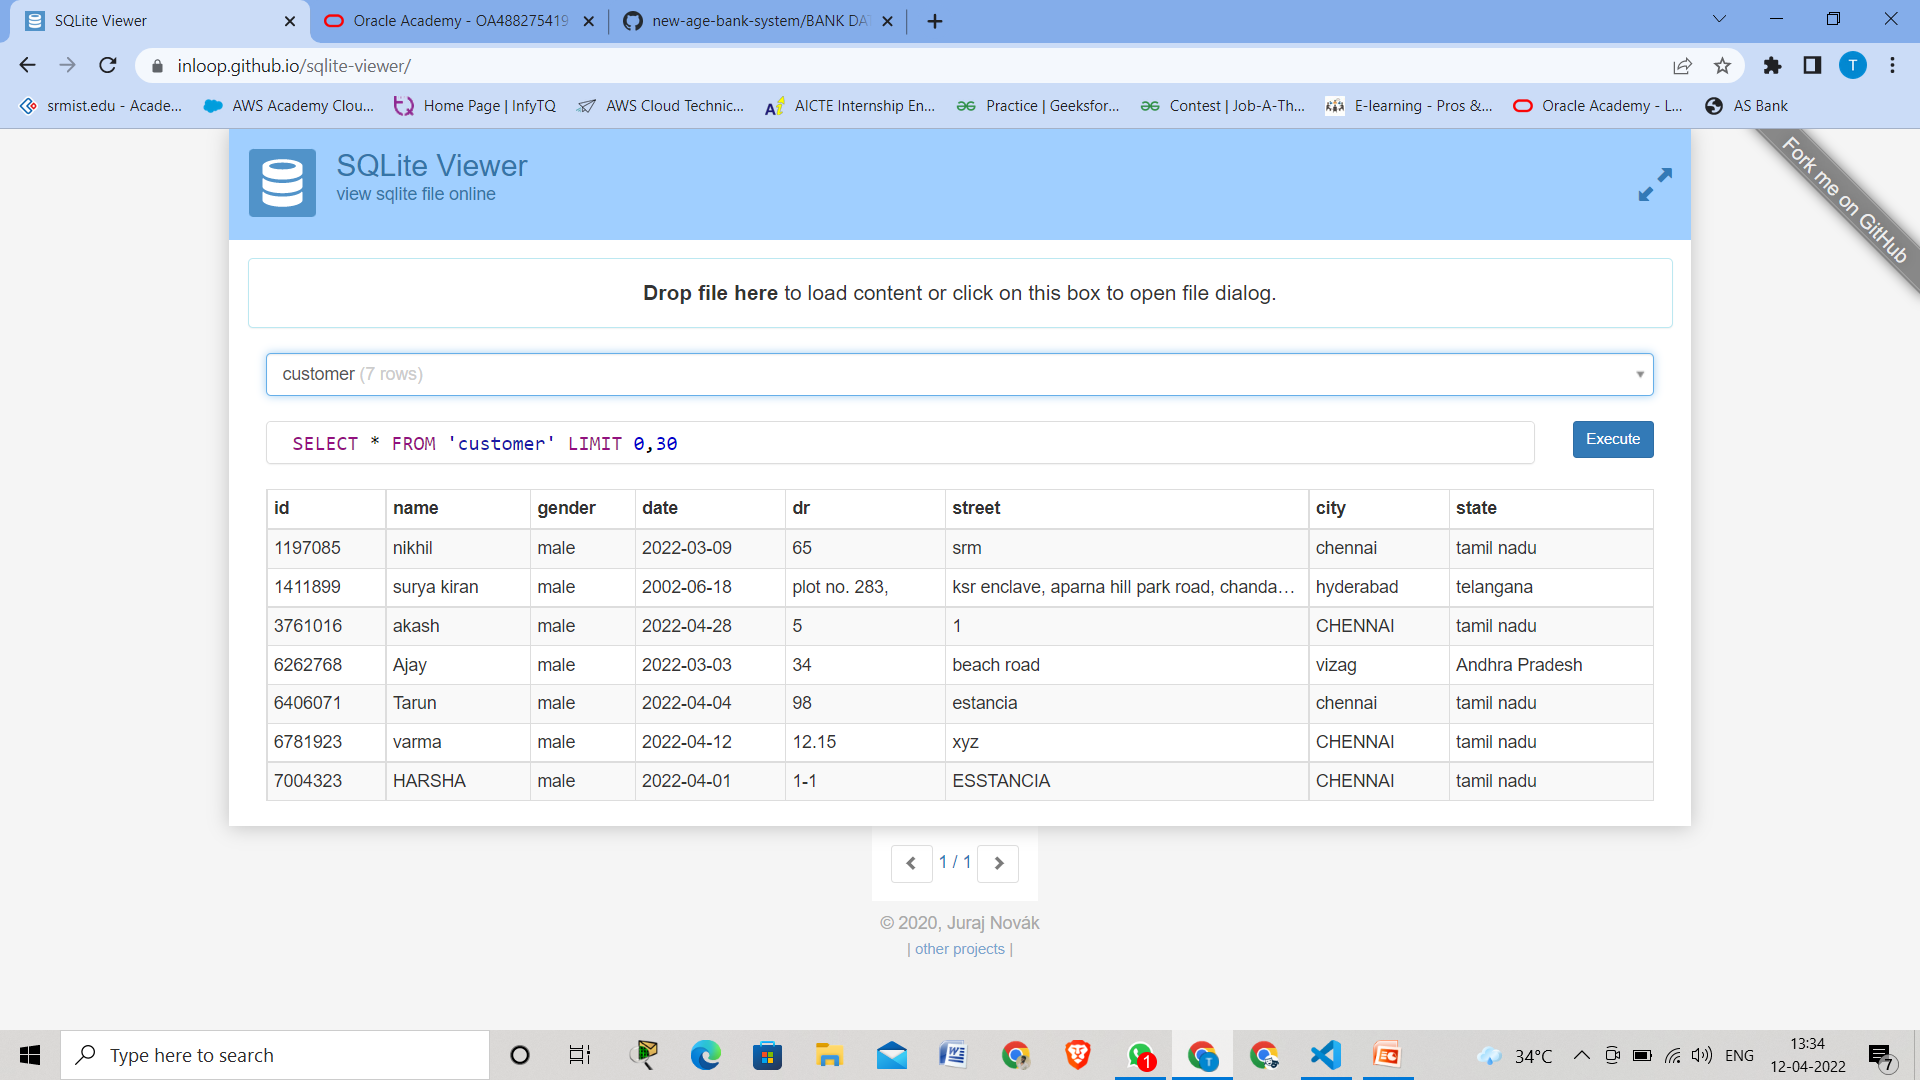 SQLite Viewer
Oracle Academy - OA488275419
new-age-bank-system/BANK DA
inloop.github.io/sqlite-viewer/
T
srmist.edu - Acade...
AWS Academy Clou...
Home Page | InfyTQ
AWS Cloud Technic...
AICTE Internship En...
Practice | Geeksfor...
Contest | Job-A-Th...
E-learning - Pros &...
Oracle Academy - L...
AS Bank
SQLite Viewer
view sqlite file online
Fork me on GitHub
Drop file here to load content or click on this box to open file dialog.
customer (7 rows)
SELECT * FROM 'customer' LIMIT 0,30
Execute
id name gender date dr street city state
1197085 nikhil male 2022-03-09 65 srm chennai tamil nadu
1411899 surya kiran male 2002-06-18 plot no. 283, ksr enclave, aparna hill park road, chanda... hyderabad telangana
3761016 akash male 2022-04-28 5 1 CHENNAI tamil nadu
6262768 Ajay male 2022-03-03 34 beach road vizag Andhra Pradesh
6406071 Tarun male 2022-04-04 98 estancia chennai tamil nadu
6781923 varma male 2022-04-12 12.15 xyz CHENNAI tamil nadu
7004323 HARSHA male 2022-04-01 1-1 ESSTANCIA CHENNAI tamil nadu
1 / 1
© 2020, Juraj Novák
| other projects |
Type here to search
1
T
34°C
ENG
13:34
12-04-2022
7